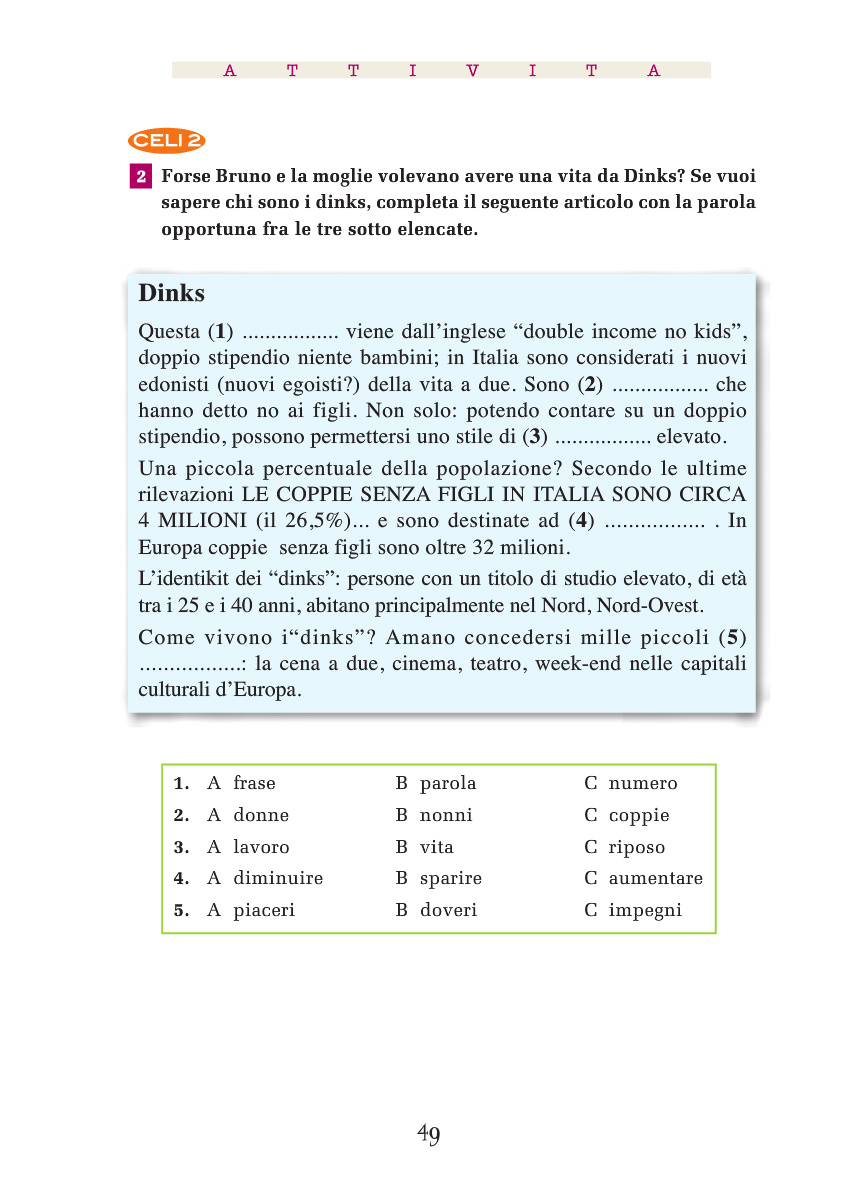 A T T I V I T A
CELI 2
2 Forse Bruno e la moglie volevano avere una vita da Dinks? Se vuoi
sapere chi sono i dinks, completa il seguente articolo con la parola
opportuna fra le tre sotto elencate.
Dinks
Questa (1) ................. viene dall’inglese “double income no kids”,
doppio stipendio niente bambini; in Italia sono considerati i nuovi
edonisti (nuovi egoisti?) della vita a due. Sono (2) ................. che
hanno detto no ai figli. Non solo: potendo contare su un doppio
stipendio, possono permettersi uno stile di (3) ................. elevato.
Una piccola percentuale della popolazione? Secondo le ultime
rilevazioni LE COPPIE SENZA FIGLI IN ITALIA SONO CIRCA
4 MILIONI (il 26,5%)... e sono destinate ad (4) ................. . In
Europa coppie senza figli sono oltre 32 milioni.
L’identikit dei “dinks”: persone con un titolo di studio elevato, di età
tra i 25 e i 40 anni, abitano principalmente nel Nord, Nord-Ovest.
Come vivono i“dinks”? Amano concedersi mille piccoli (5)
.................: la cena a due, cinema, teatro, week-end nelle capitali
culturali d’Europa.
1. A frase B parola C numero
2. A donne B nonni C coppie
3. A lavoro B vita C riposo
4. A diminuire B sparire C aumentare
5. A piaceri B doveri C impegni
49